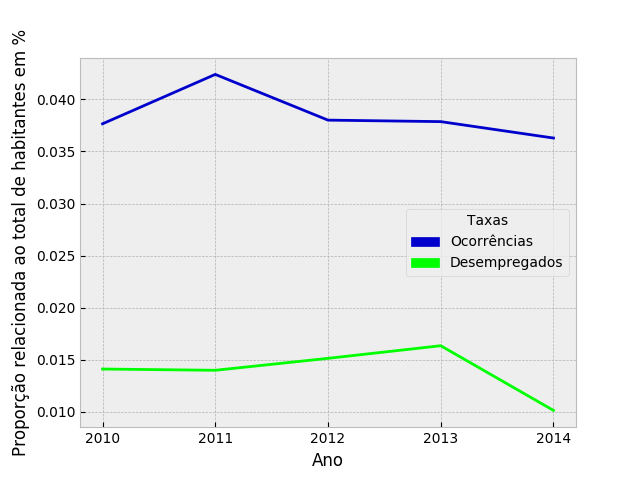 Proporção relacionada ao total de habitantes em %
0.040
0.035
0.030
0.025
0.020
0.015
0.010
Taxas
Ocorrências
Desempregados
2010 2011 2012 2013 2014
Ano